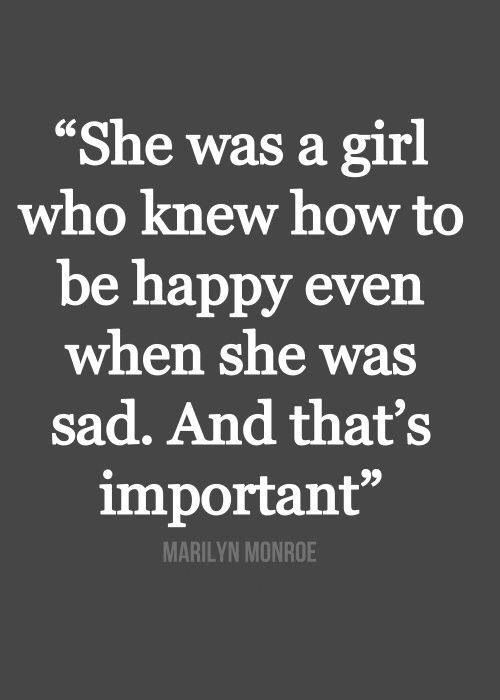 “She was a girl
who knew how to
be happy even
when she was
sad. And that’s
important”
MARILYN MONROE